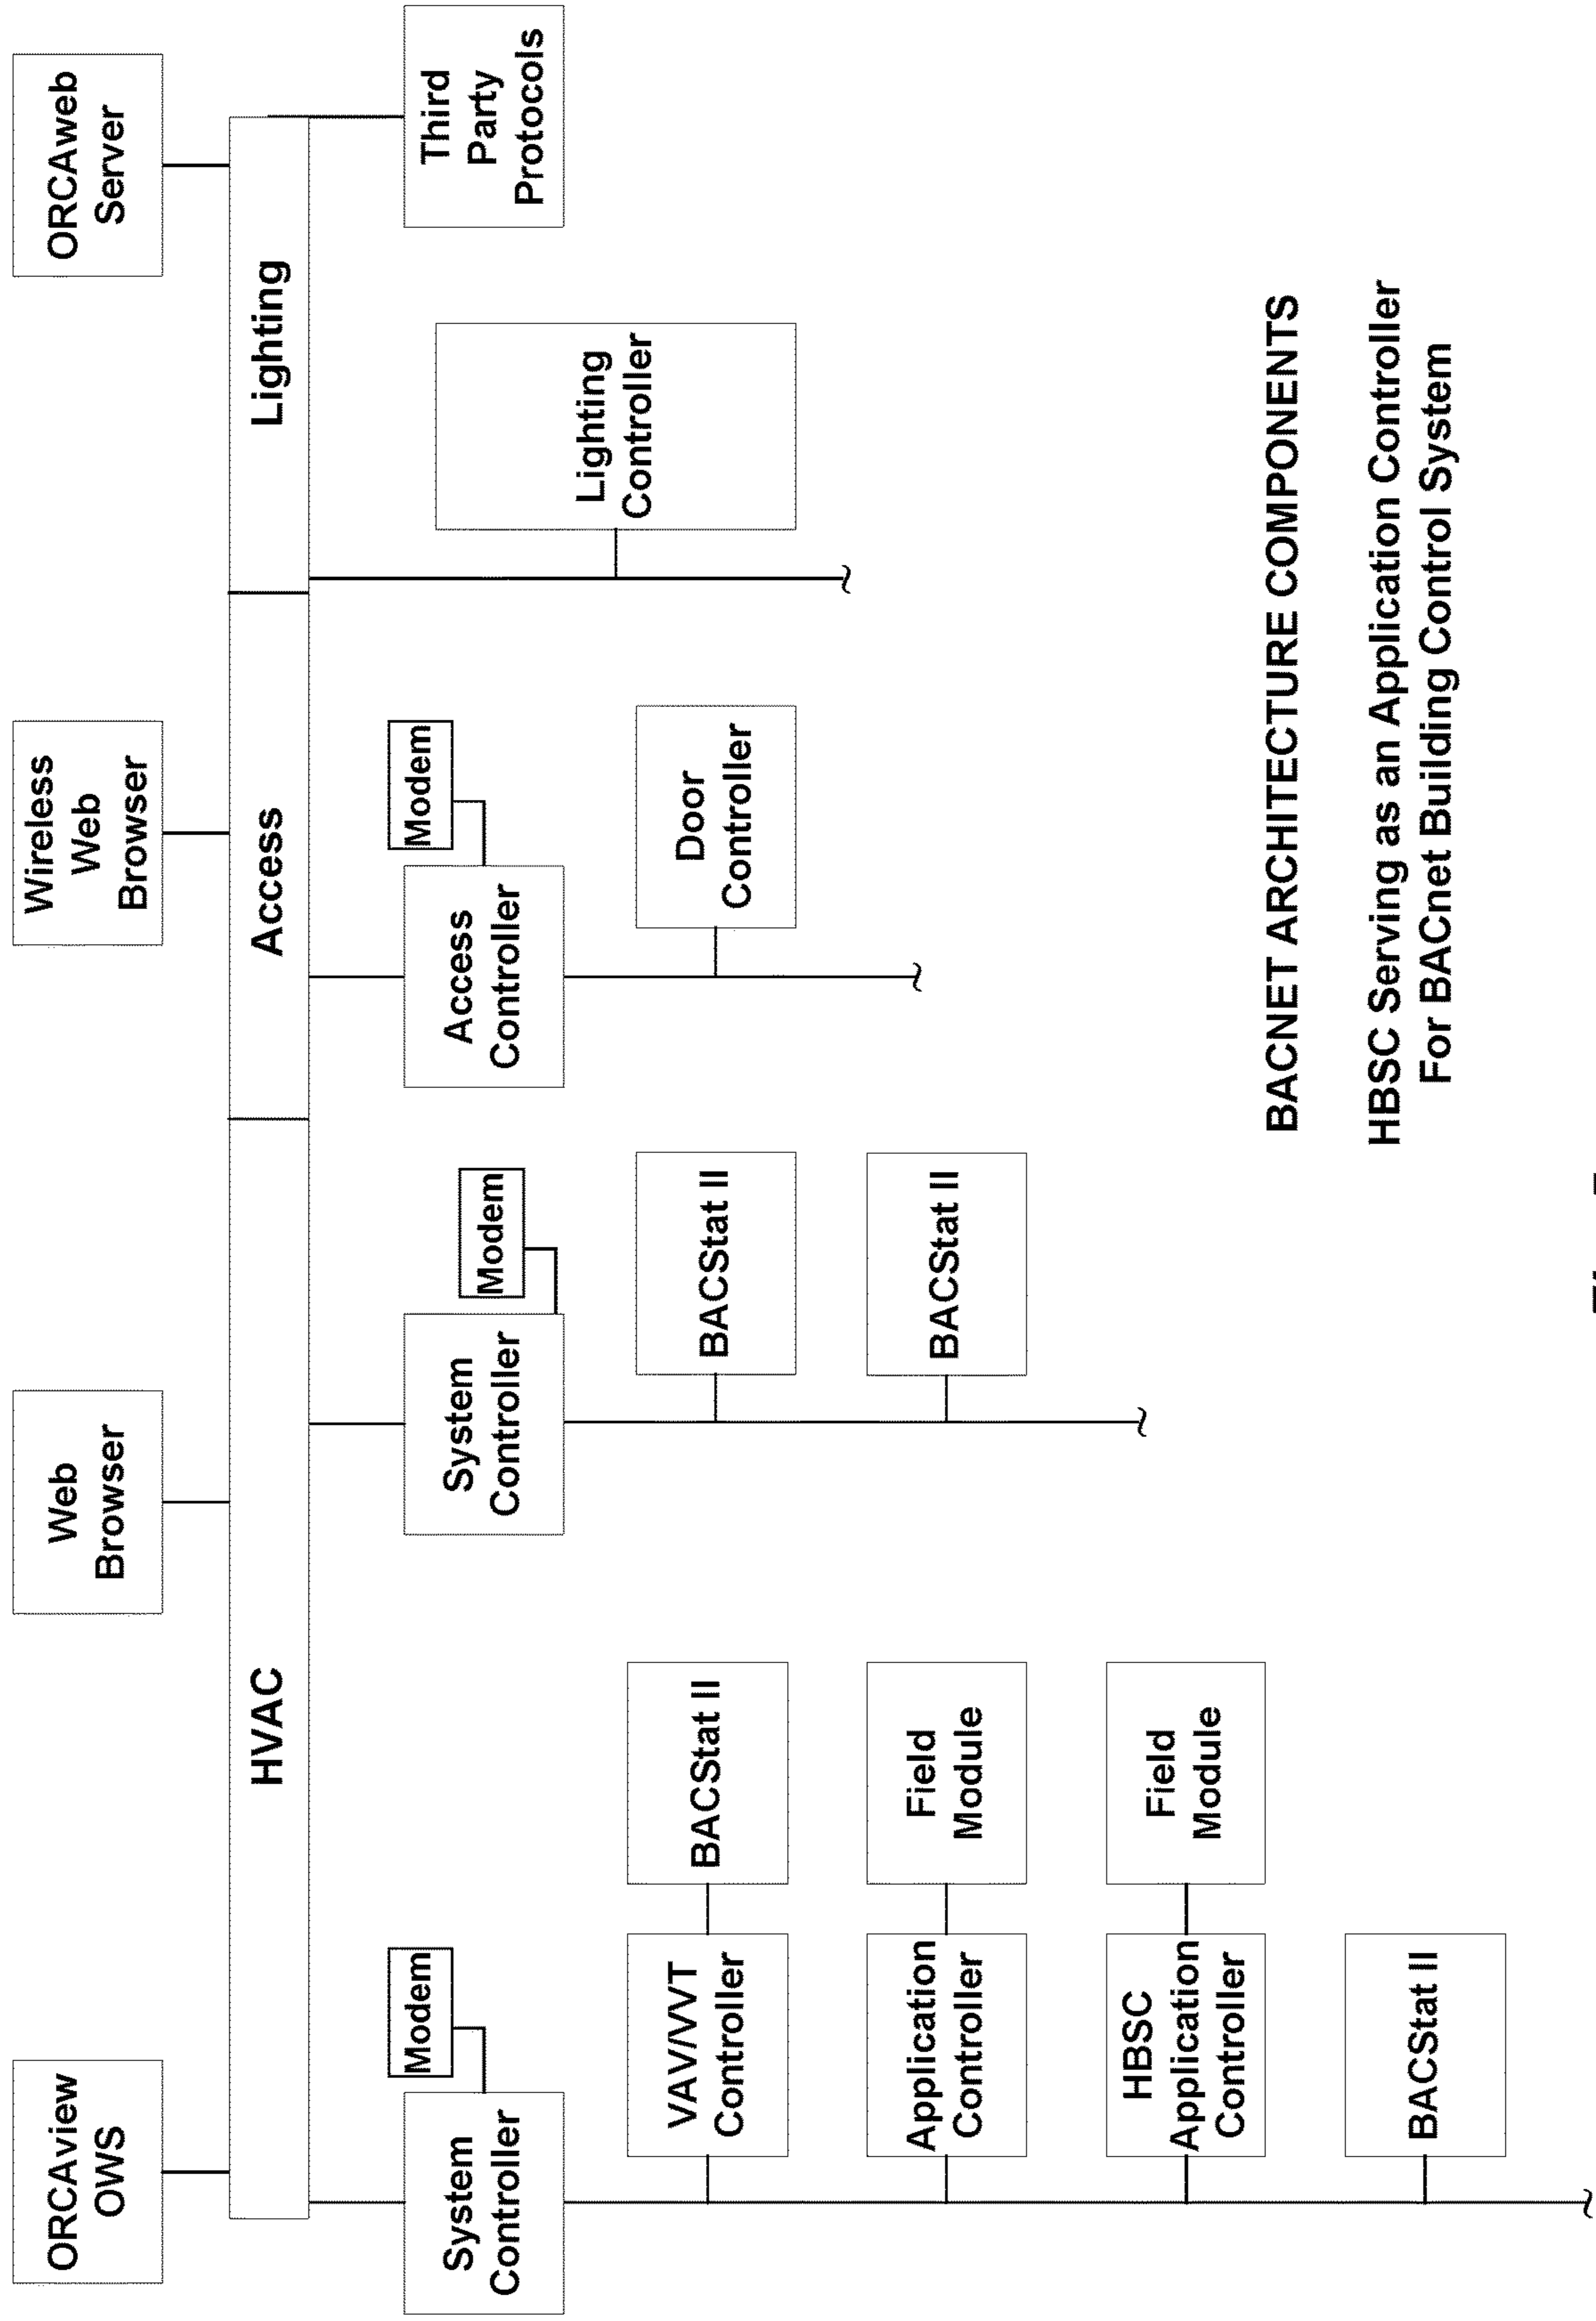 ORCAview
OWS
Web
Browser
Wireless
Web
Browser
ORCAweb
Server
HVAC
Access
Lighting
System
Controller
Modem
System
Controller
Modem
Access
Controller
Modem
Third
Party
Protocols
Lighting
Controller
VAV/VVT
Controller
BACStat II
BACStat II
Door
Controller
Application
Controller
Field
Module
BACStat II
HBSC
Application
Controller
Field
Module
BACStat II
BACNET ARCHITECTURE COMPONENTS
HBSC Serving as an Application Controller
For BACnet Building Control System